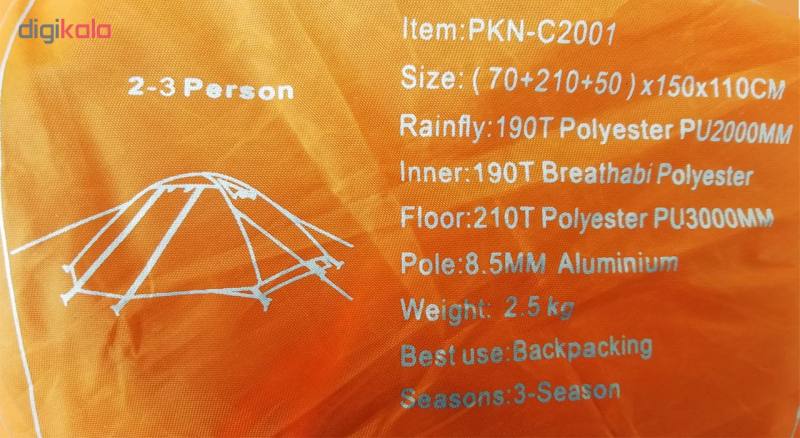 digikala
2-3 Person
Item:PKN-C2001
Size: ( 70+210+50 ) x150x110CM
Rainfly:190T Polyester PU2000MM
Inner:190T Breathabi Polyester
Floor:210T Polyester PU3000MM
Pole:8.5MM Aluminium
Weight: 2.5 kg
Best use:Backpacking
Seasons:3-Season